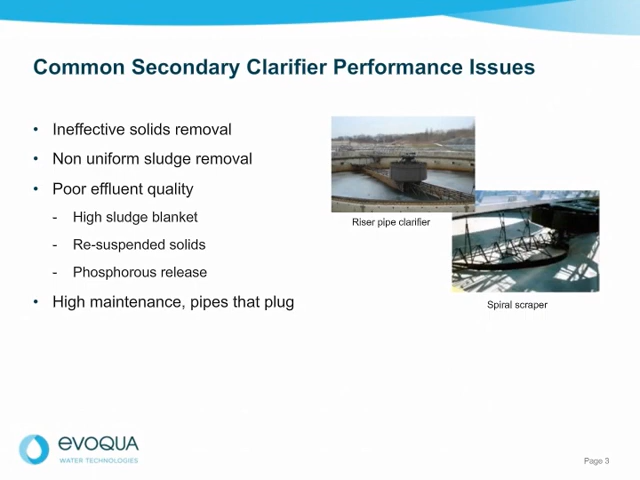 Common Secondary Clarifier Performance Issues
• Ineffective solids removal
• Non uniform sludge removal
• Poor effluent quality
- High sludge blanket
- Re-suspended solids
- Phosphorous release
• High maintenance, pipes that plug
Riser pipe clarifier
Spiral scraper
evoqua
WATER TECHNOLOGIES
Page 3